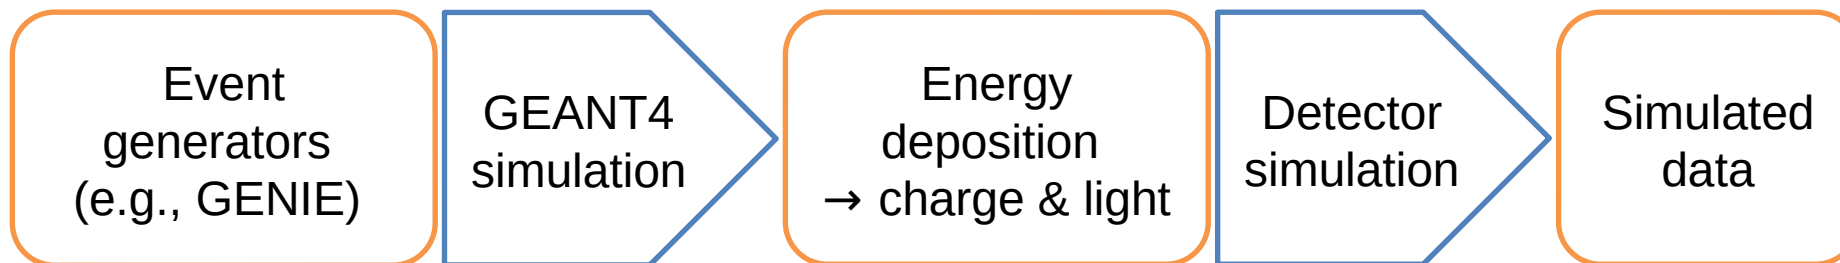 Event
generators
(e.g., GENIE)
GEANT4
simulation
Energy
deposition
→ charge & light
Detector
simulation
Simulated
data